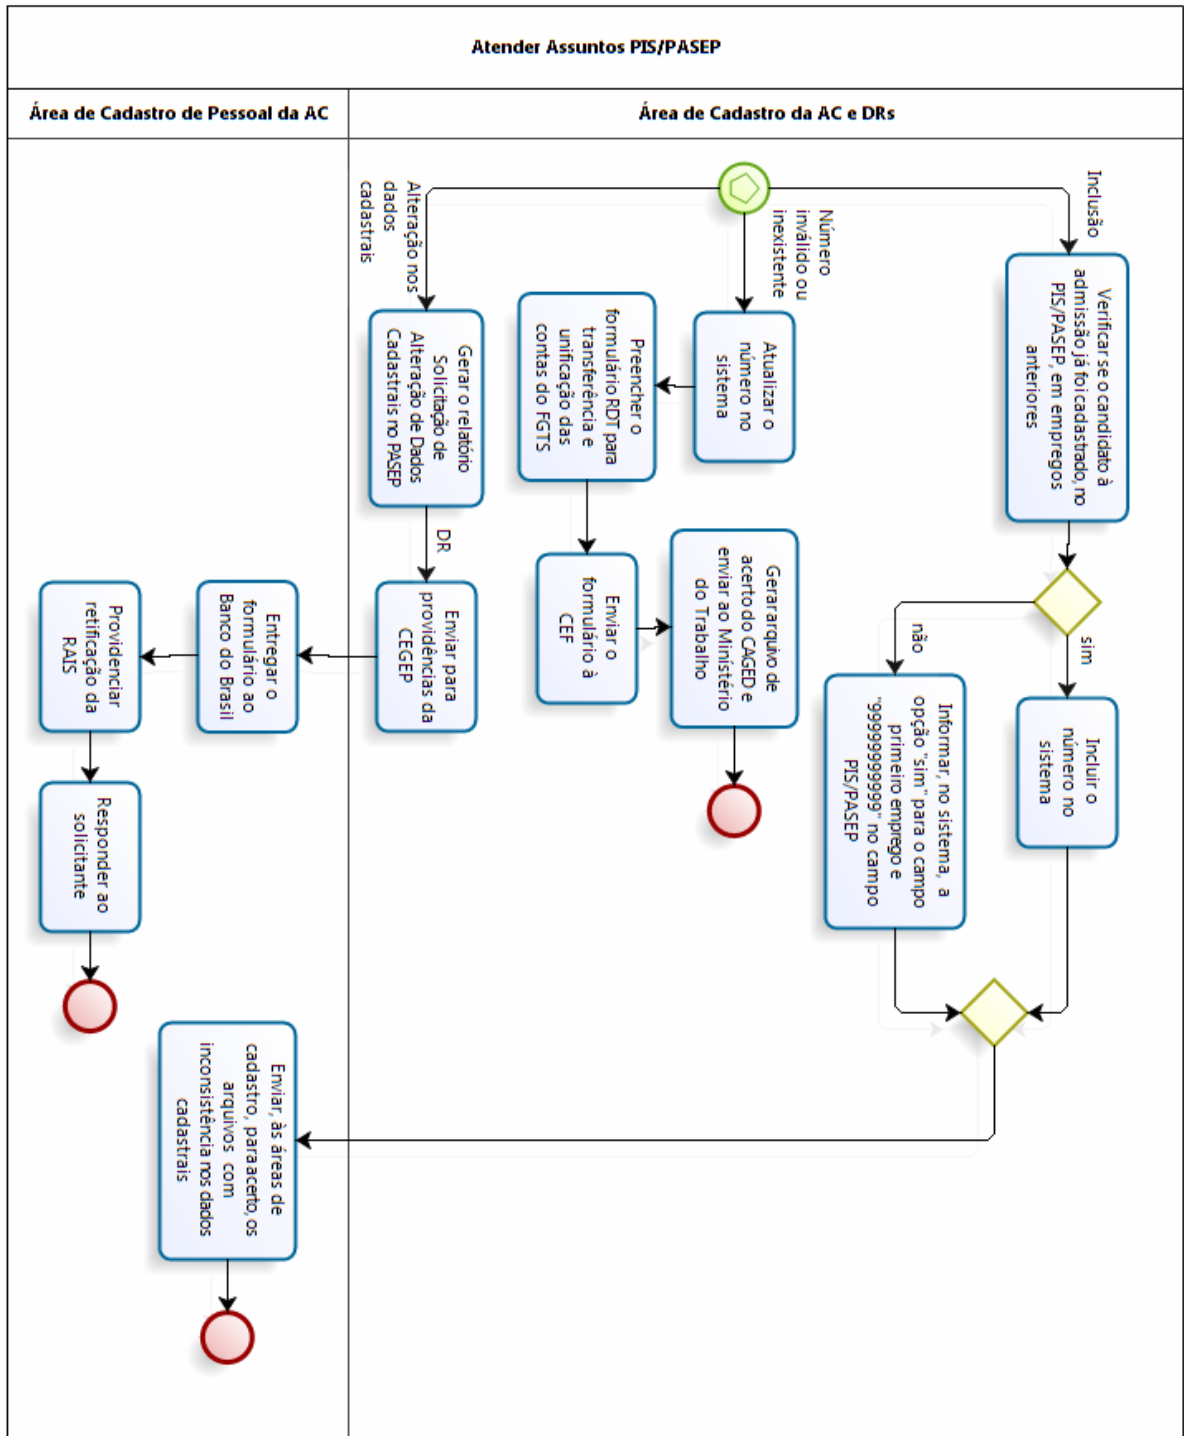 Atender Assuntos PIS/PASEP
Área de Cadastro de Pessoal da AC
Área de Cadastro da AC e DRs
Inclusão
Verificar se o candidato à
admissão já foi cadastrado, no
PIS/PASEP, em empregos
anteriores
sim
Incluir o
número no
sistema
não
Informar, no sistema, a
opção "sim" para o campo
primeiro emprego e
"99999999999" no campo
PIS/PASEP
Número
inválido ou
inexistente
Atualizar o
número no
sistema
Preencher o
formulário RDT para
transferência e
unificação das
contas do FGTS
Enviar o
formulário à
CEF
Gerar arquivo de
acerto do CAGED e
enviar ao Ministério
do Trabalho
Alteração nos
dados
cadastrais
Gerar o relatório
Solicitação de
Alteração de Dados
Cadastrais no PASEP
DR
Enviar para
providências da
CEGEP
Entregar o
formulário ao
Banco do Brasil
Providenciar
retificação da
RAIS
Responder ao
solicitante
Enviar, às áreas de
cadastro, para acerto, os
arquivos com
inconsistência nos dados
cadastrais